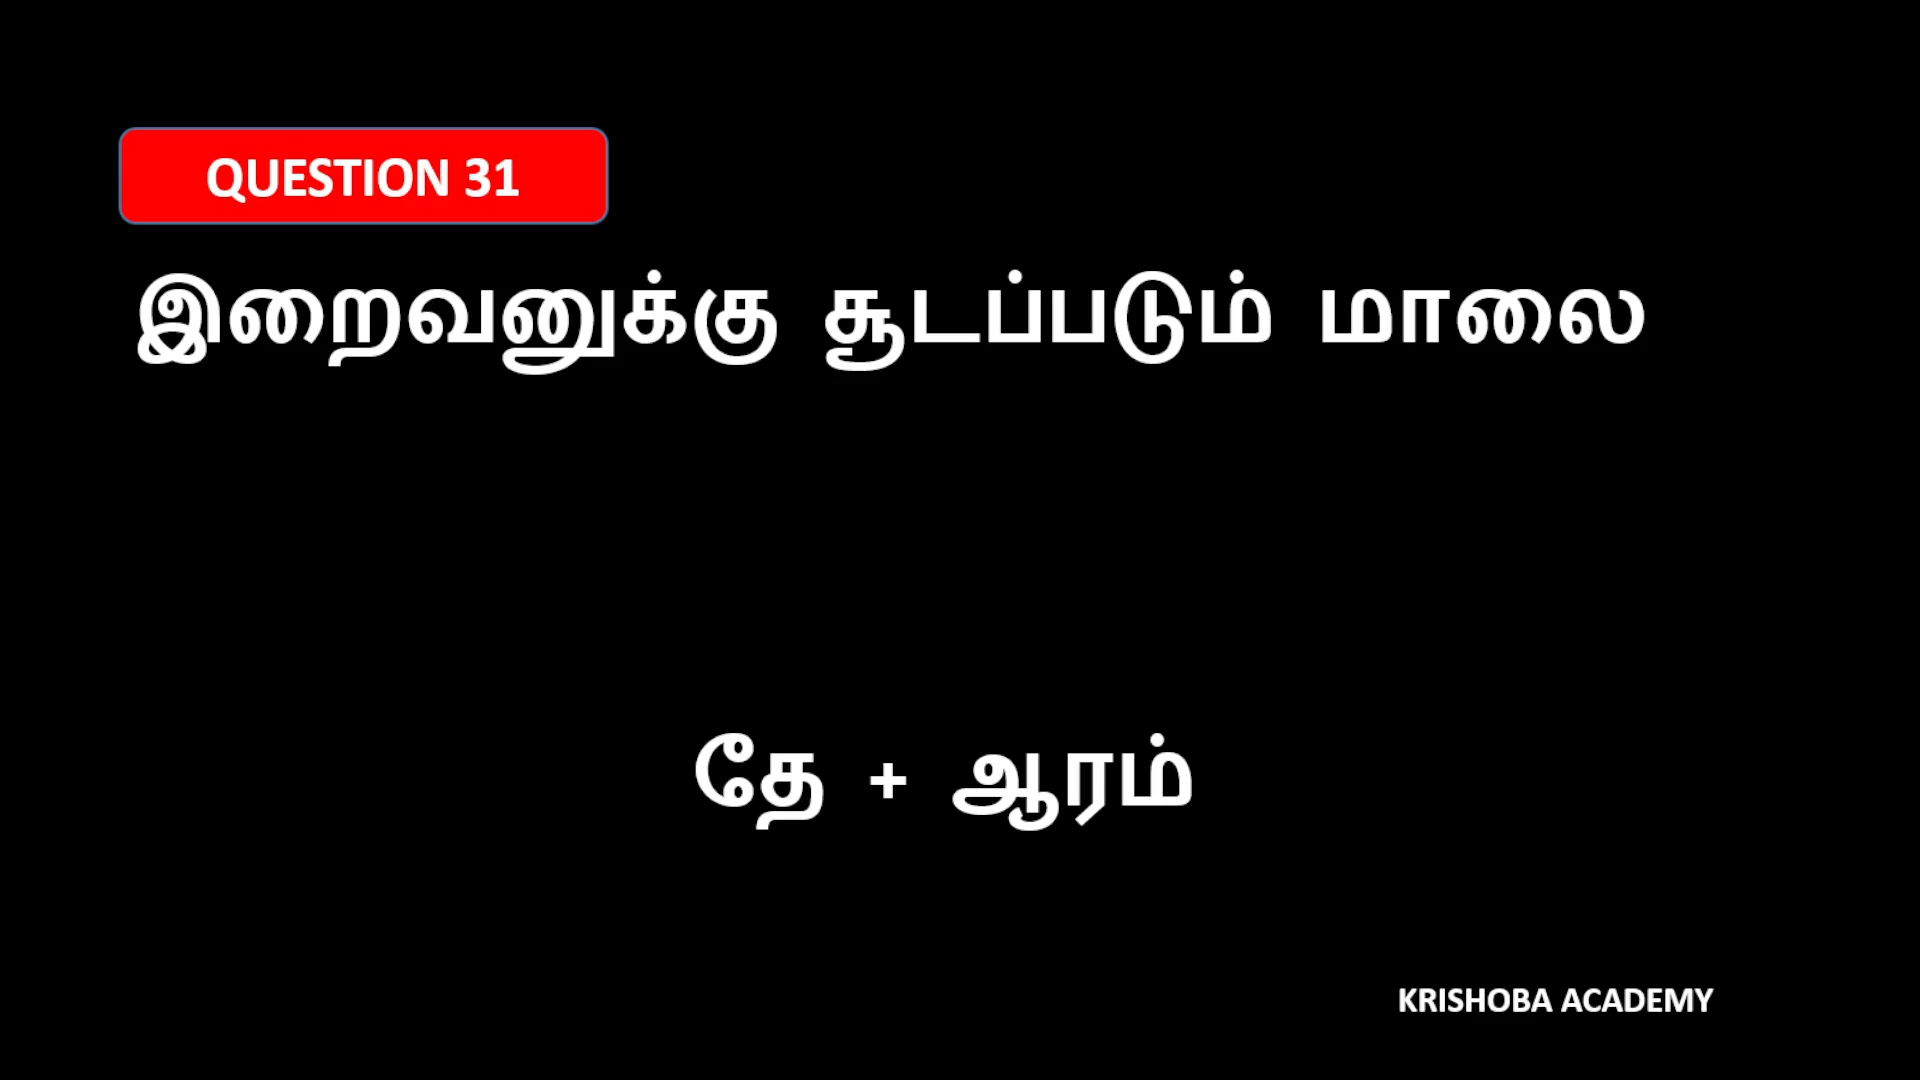 QUESTION 31
இறைவனுக்கு சூடப்படும் மாலை
தே + ஆரம்
KRISHOBA ACADEMY